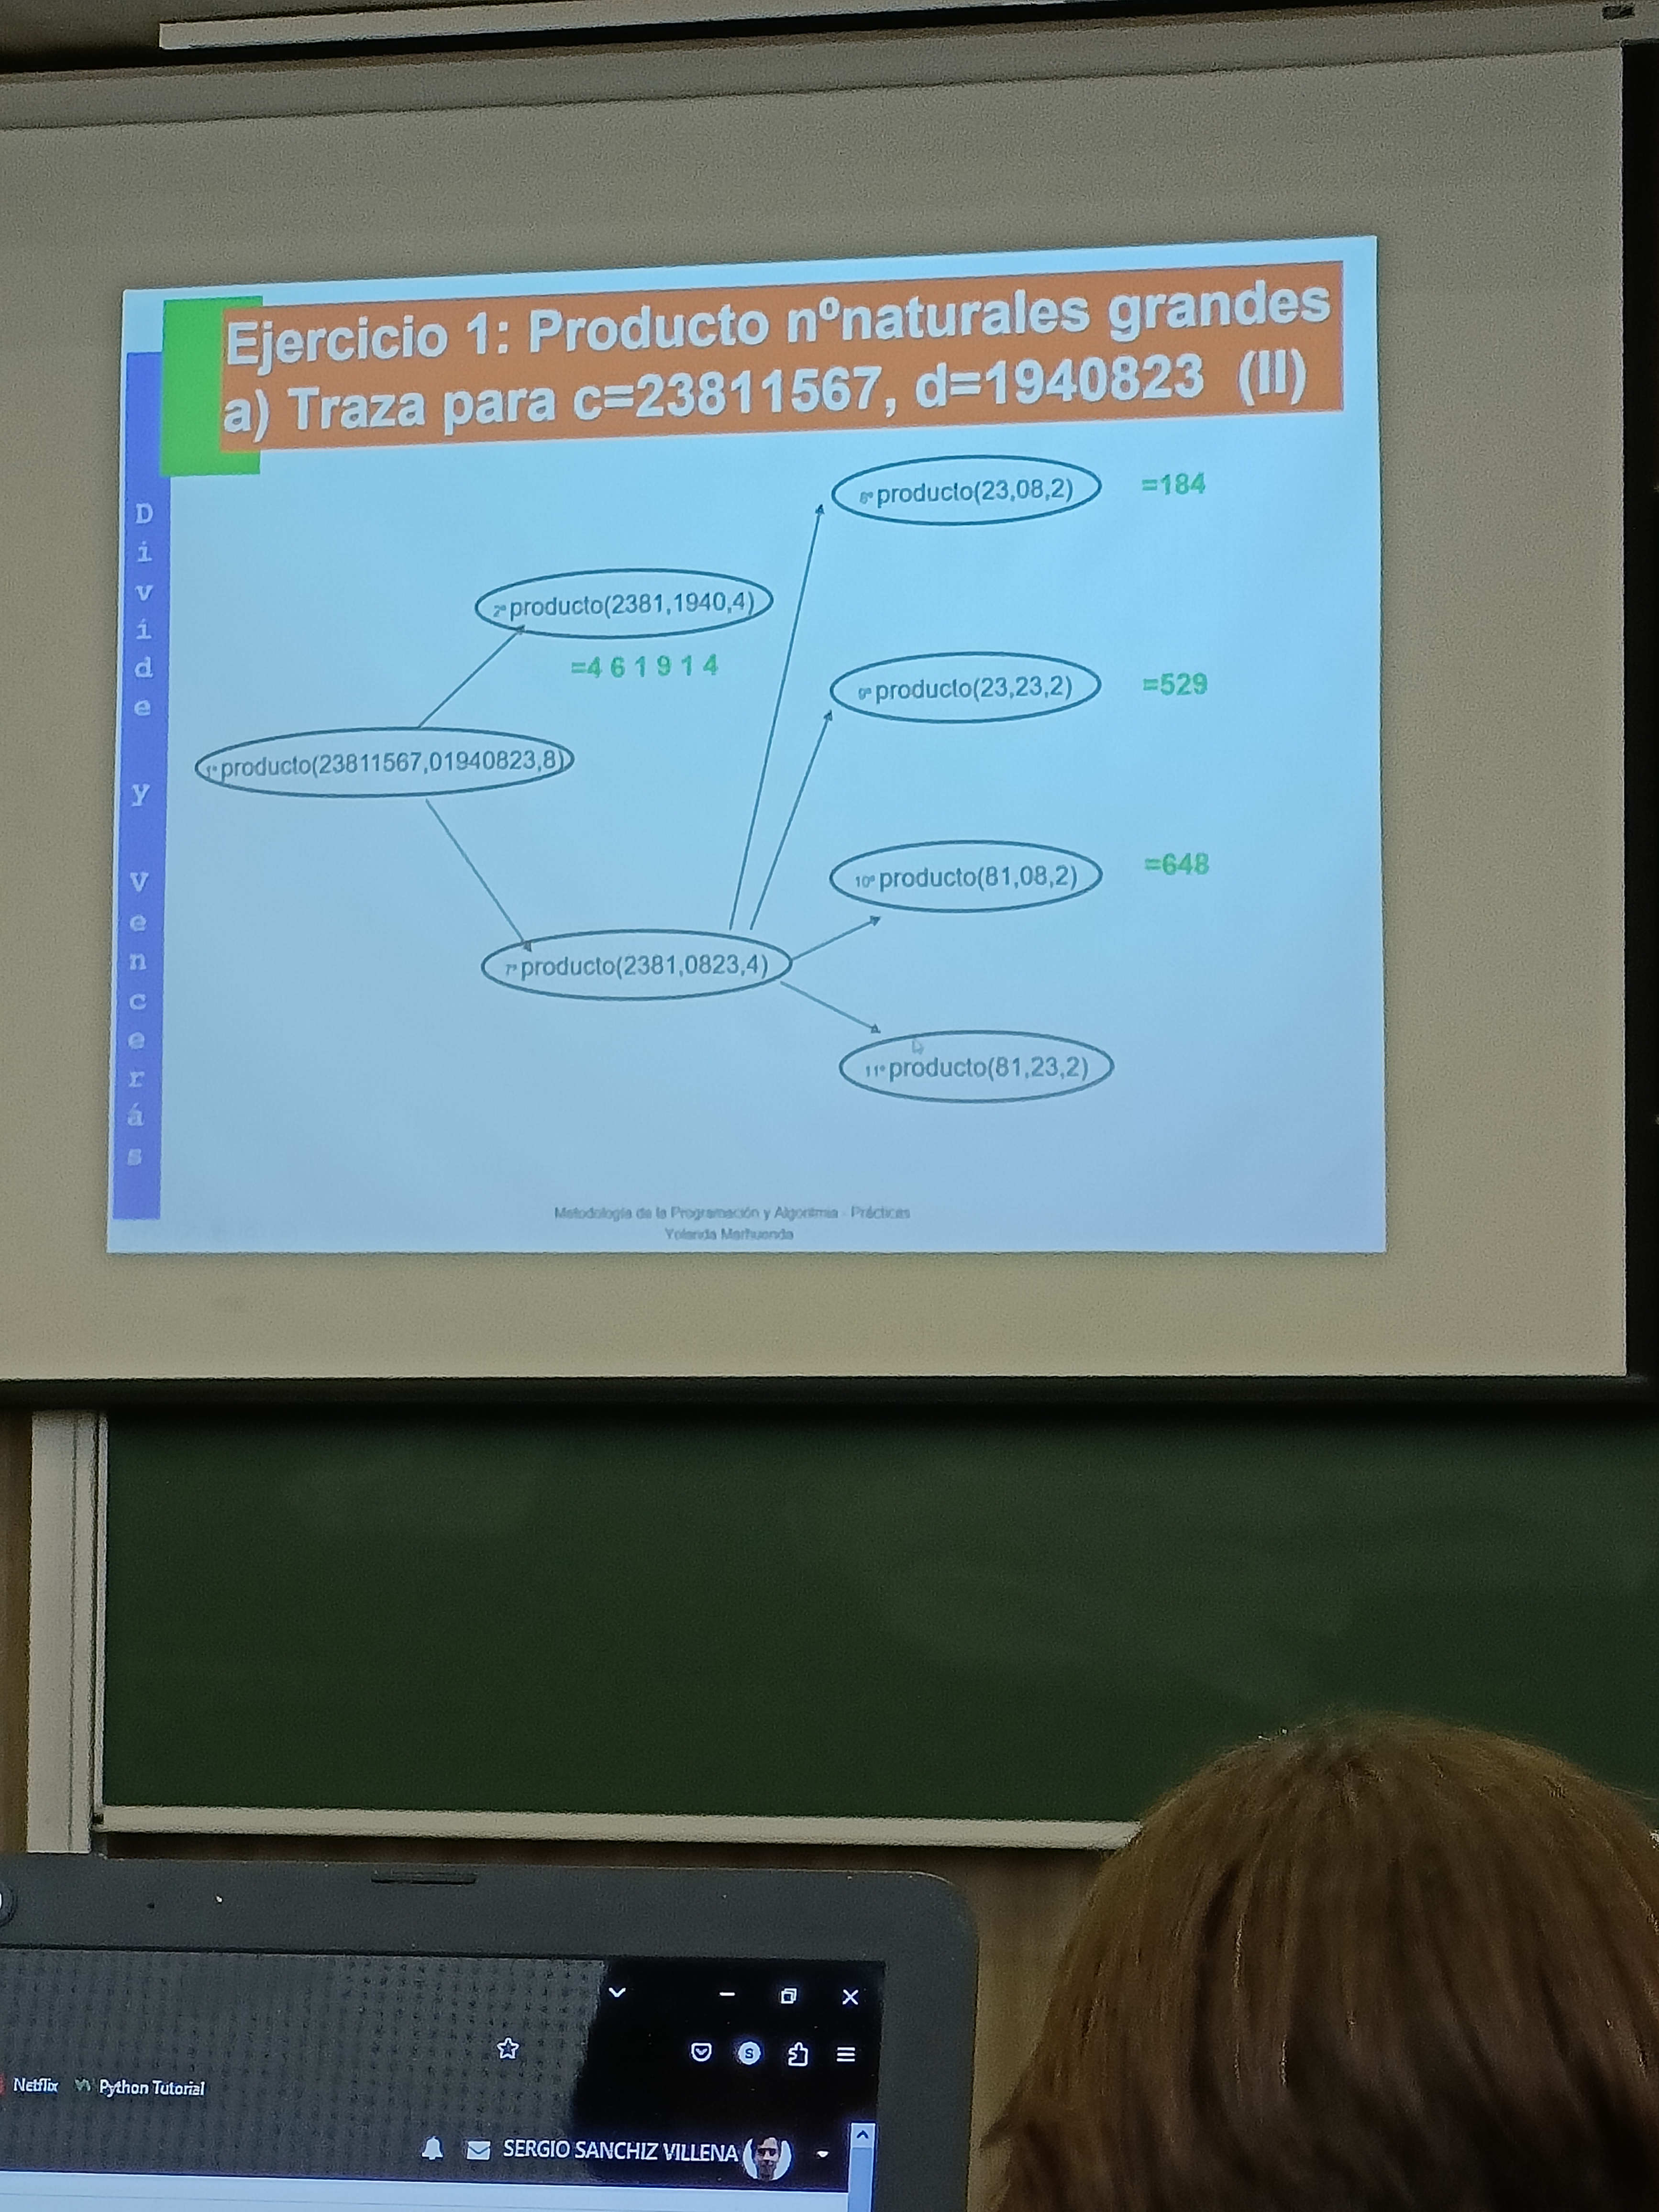 Ejercicio 1: Producto nºnaturales grandes
a) Traza para c=23811567, d=1940823 (II)
Divide y Vencerás
8º producto(23,08,2) =184
2º producto(2381,1940,4)
=4 6 1 9 1 4
9º producto(23,23,2) =529
1º producto(23811567,01940823,8)
10º producto(81,08,2) =648
7º producto(2381,0823,4)
11º producto(81,23,2)
Metodología de la Programación y Algoritmia - Prácticas
Yolanda Marhuenda
S
Netflix Python Tutorial
SERGIO SANCHIZ VILLENA